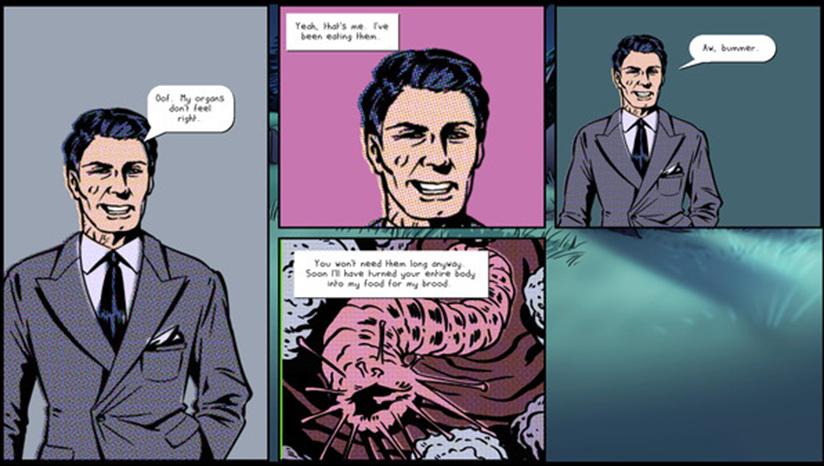 Oof. My organs
don't feel
right.
Yeah, that's me. I've
been eating them.
You won't need them long anyway.
Soon I'll have turned your entire body
into my food for my brood.
Aw, bummer.